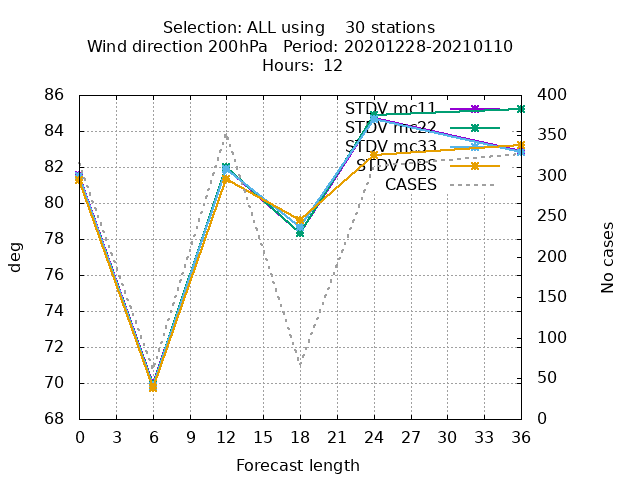 Selection: ALL using    30 stations
Wind direction 200hPa   Period: 20201228-20210110
Hours:  12
86
84
82
80
78
76
74
72
70
68
400
350
300
250
200
150
100
50
0
STDV mc11
STDV mc22
STDV mc33
STDV OBS
CASES
deg
No cases
0 3 6 9 12 15 18 21 24 27 30 33 36
Forecast length